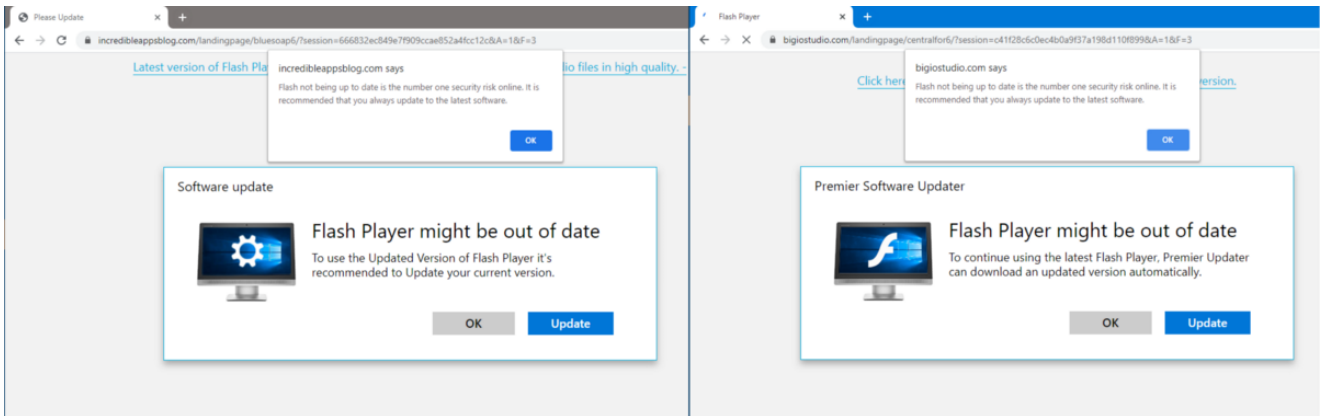 Please Update
incredibleappsblog.com/landingpage/bluesoap6/?session=666832ec849e7f909ccae852a4fcc12c&A=1&F=3
Latest version of Flash Pla
lio files in high quality. -
incredibleappsblog.com says
Flash not being up to date is the number one security risk online. It is
recommended that you always update to the latest software.
OK
Software update
Flash Player might be out of date
To use the Updated Version of Flash Player it's
recommended to Update your current version.
OK
Update
Flash Player
bigiostudio.com/landingpage/centralfor6/?session=c41f28c6c0ec4b0a9f37a198d110f899&A=1&F=3
Click here
version.
bigiostudio.com says
Flash not being up to date is the number one security risk online. It is
recommended that you always update to the latest software.
OK
Premier Software Updater
Flash Player might be out of date
To continue using the latest Flash Player, Premier Updater
can download an updated version automatically.
OK
Update